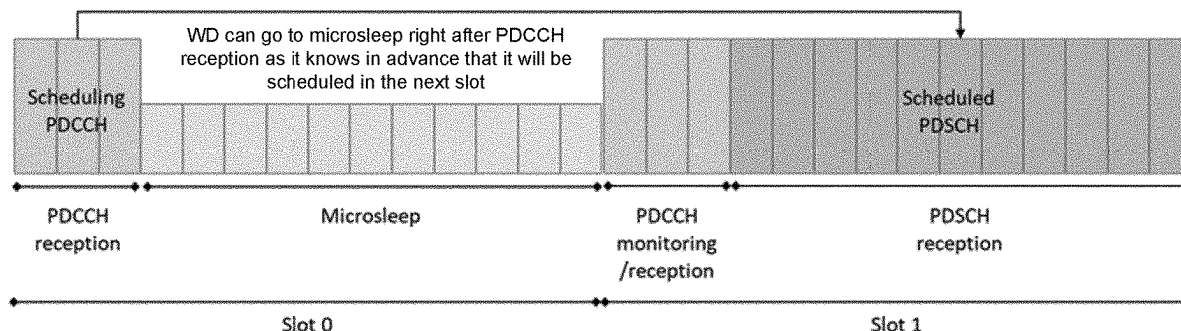 WD can go to microsleep right after PDCCH
reception as it knows in advance that it will be
scheduled in the next slot
Scheduling
PDCCH
Scheduled
PDSCH
PDCCH
reception
Microsleep
PDCCH
monitoring
/reception
PDSCH
reception
Slot 0
Slot 1